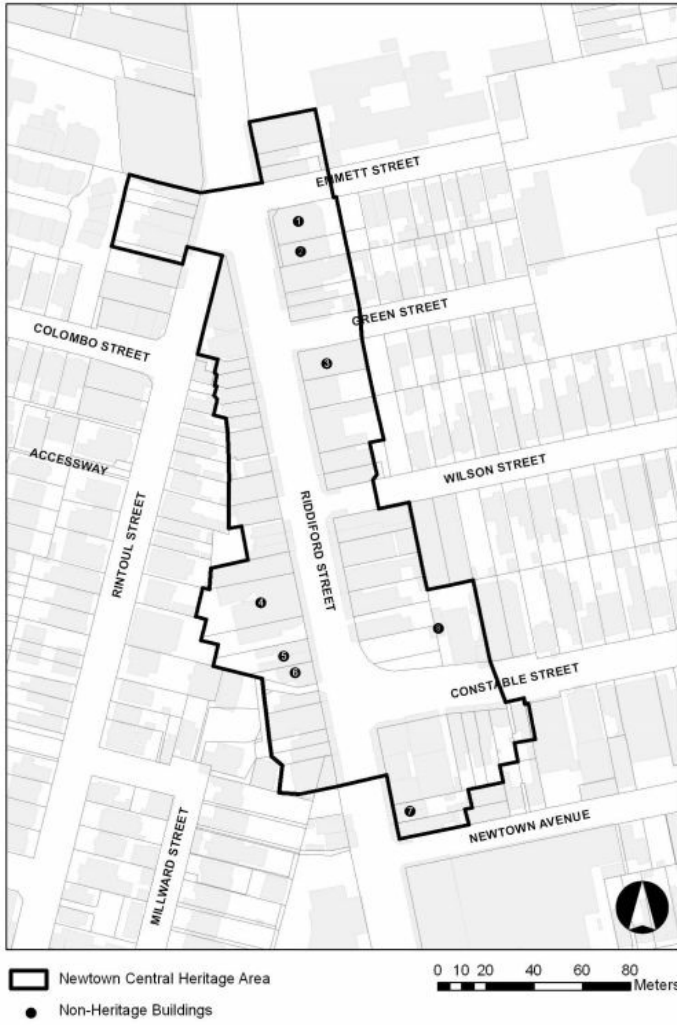 EMMETT STREET
1
2
GREEN STREET
COLOMBO STREET
3
ACCESSWAY
WILSON STREET
RIDDIFORD STREET
RINTOUL STREET
4
5
6
CONSTABLE STREET
7
NEWTOWN AVENUE
MILLWARD STREET
Newtown Central Heritage Area
0 10 20 40 60 80
Meters
Non-Heritage Buildings